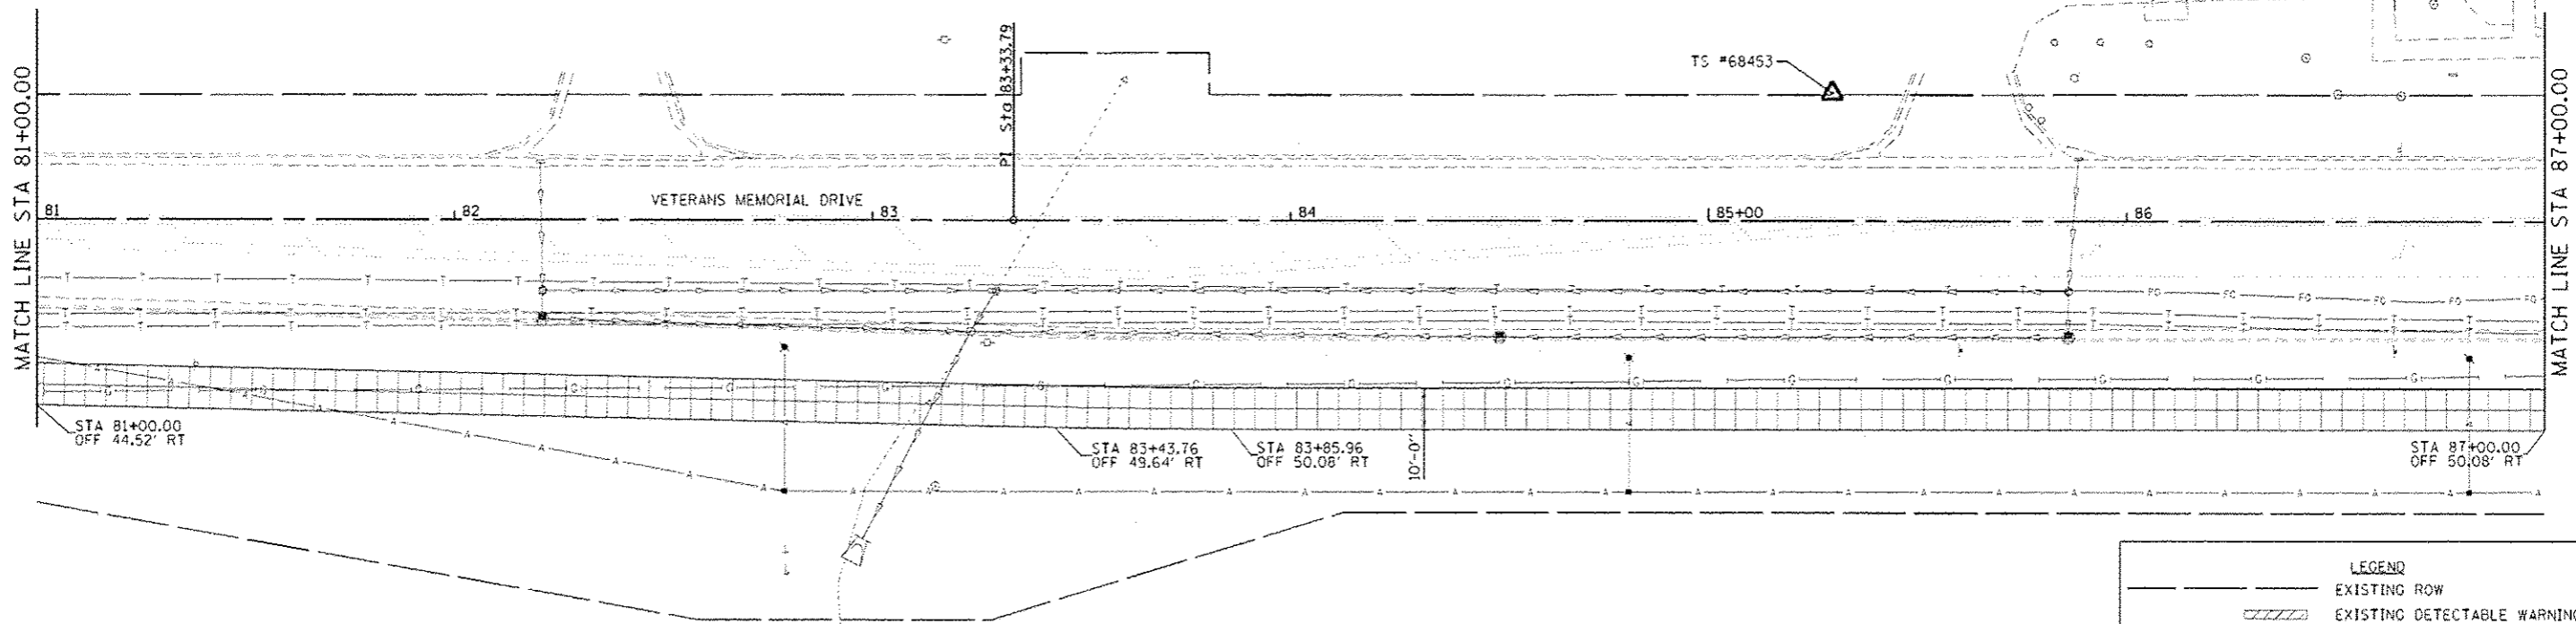 MATCH LINE STA 81+00.00
PI Sta 83+33.79
TS #68453
MATCH LINE STA 87+00.00
VETERANS MEMORIAL DRIVE
81
82
83
84
85+00
86
STA 81+00.00
OFF 44.52' RT
STA 83+43.76
OFF 49.64' RT
STA 83+85.96
OFF 50.08' RT
10'-0"
STA 87+00.00
OFF 50.08' RT
LEGEND
EXISTING ROW
EXISTING DETECTABLE WARNING